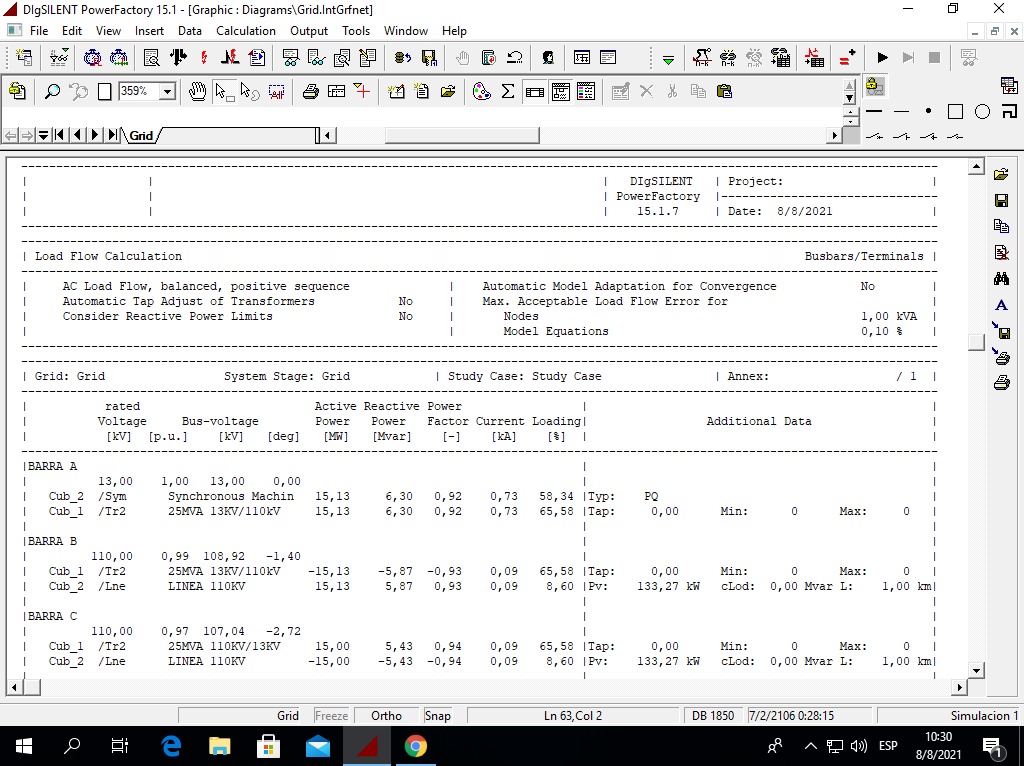 DIgSILENT PowerFactory 15.1 - [Graphic : Diagrams\Grid.IntGrfnet]
File Edit View Insert Data Calculation Output Tools Window Help
359%
Grid
DIgSILENT | Project:
PowerFactory
15.1.7 | Date: 8/8/2021
Load Flow Calculation Busbars/Terminals
AC Load Flow, balanced, positive sequence | Automatic Model Adaptation for Convergence No
Automatic Tap Adjust of Transformers No | Max. Acceptable Load Flow Error for
Consider Reactive Power Limits No | Nodes 1,00 kVA
Model Equations 0,10 %
Grid: Grid System Stage: Grid | Study Case: Study Case | Annex: / 1
rated Active Reactive Power
Voltage Bus-voltage Power Power Factor Current Loading| Additional Data
[kV] [p.u.] [kV] [deg] [MW] [Mvar] [-] [kA] [%]
BARRA A
13,00 1,00 13,00 0,00
Cub_2 /Sym Synchronous Machin 15,13 6,30 0,92 0,73 58,34 |Typ: PQ
Cub_1 /Tr2 25MVA 13KV/110kV 15,13 6,30 0,92 0,73 65,58 |Tap: 0,00 Min: 0 Max: 0
BARRA B
110,00 0,99 108,92 -1,40
Cub_1 /Tr2 25MVA 13KV/110kV -15,13 -5,87 -0,93 0,09 65,58 |Tap: 0,00 Min: 0 Max: 0
Cub_2 /Lne LINEA 110KV 15,13 5,87 0,93 0,09 8,60 |Pv: 133,27 kW cLod: 0,00 Mvar L: 1,00 km|
BARRA C
110,00 0,97 107,04 -2,72
Cub_1 /Tr2 25MVA 110KV/13KV 15,00 5,43 0,94 0,09 65,58 |Tap: 0,00 Min: 0 Max: 0
Cub_2 /Lne LINEA 110KV -15,00 -5,43 -0,94 0,09 8,60 |Pv: 133,27 kW cLod: 0,00 Mvar L: 1,00 km|
Grid Freeze Ortho Snap Ln 63,Col 2 DB 1850 7/2/2106 0:28:15 Simulacion 1
ESP 10:30
8/8/2021 1